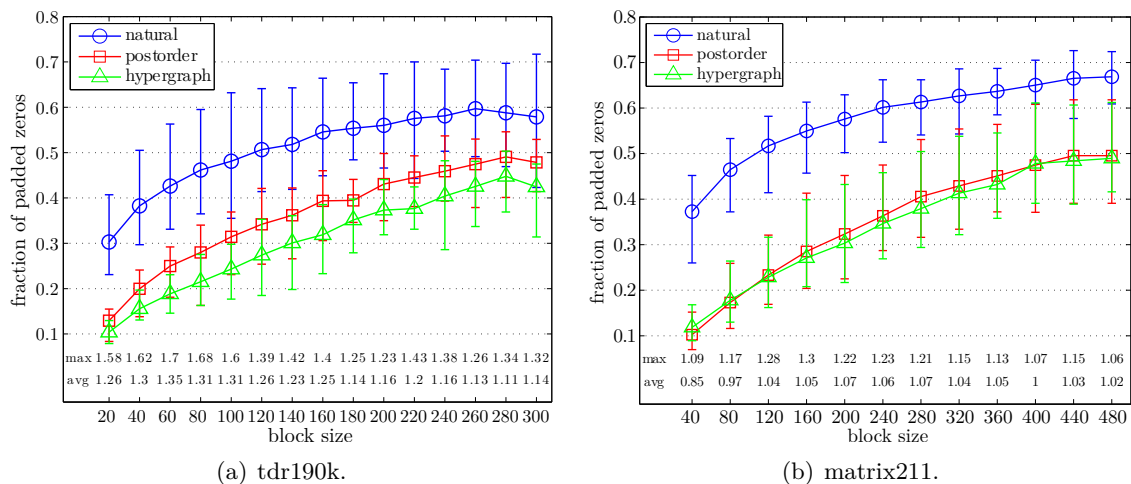 0.8
0.7
0.6
0.5
0.4
0.3
0.2
0.1
fraction of padded zeros
natural
postorder
hypergraph
max 1.58 1.62 1.7 1.68 1.6 1.39 1.42 1.4 1.25 1.23 1.43 1.38 1.26 1.34 1.32
avg 1.26 1.3 1.35 1.31 1.31 1.26 1.23 1.25 1.14 1.16 1.2 1.16 1.13 1.11 1.14
20 40 60 80 100 120 140 160 180 200 220 240 260 280 300
block size
(a) tdr190k.
0.8
0.7
0.6
0.5
0.4
0.3
0.2
0.1
fraction of padded zeros
natural
postorder
hypergraph
max 1.09 1.17 1.28 1.3 1.22 1.23 1.21 1.15 1.13 1.07 1.15 1.06
avg 0.85 0.97 1.04 1.05 1.07 1.06 1.07 1.04 1.05 1 1.03 1.02
40 80 120 160 200 240 280 320 360 400 440 480
block size
(b) matrix211.